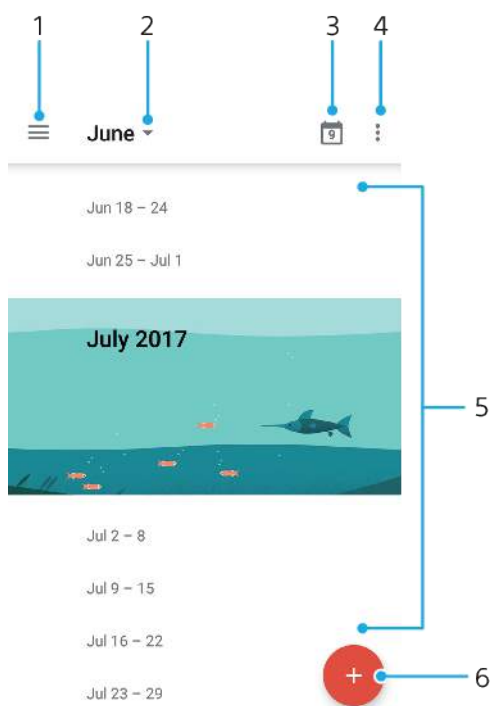 1 2 3 4
June 9
Jun 18 – 24
Jun 25 – Jul 1
July 2017
5
Jul 2 – 8
Jul 9 – 15
Jul 16 – 22
+ 6
Jul 23 – 29